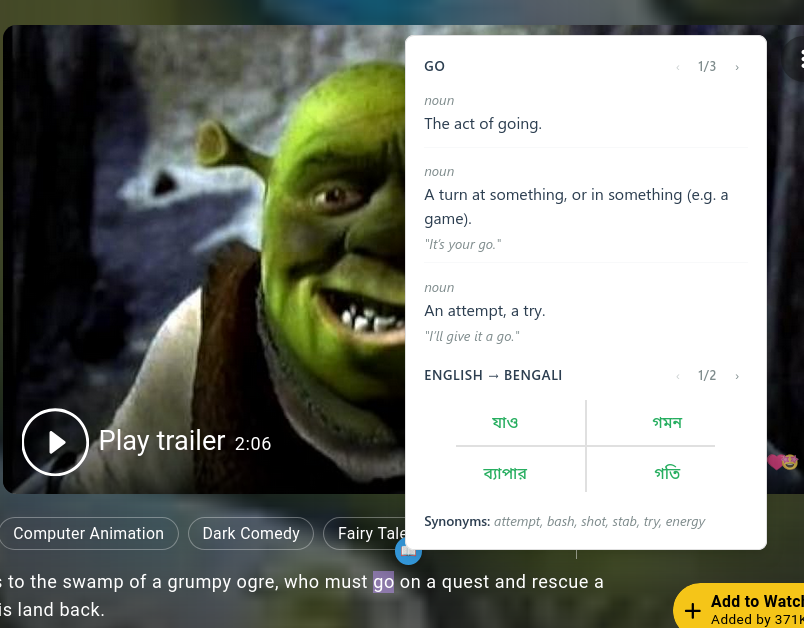 GO
‹ 1/3 ›
noun
The act of going.
noun
A turn at something, or in something (e.g. a
game).
"It's your go."
noun
An attempt, a try.
"I'll give it a go."
ENGLISH → BENGALI
‹ 1/2 ›
যাও গমন
ব্যাপার গতি
Synonyms: attempt, bash, shot, stab, try, energy
Play trailer 2:06
Computer Animation
Dark Comedy
Fairy Tale
s to the swamp of a grumpy ogre, who must go on a quest and rescue a
is land back.
+ Add to Watch
Added by 371K